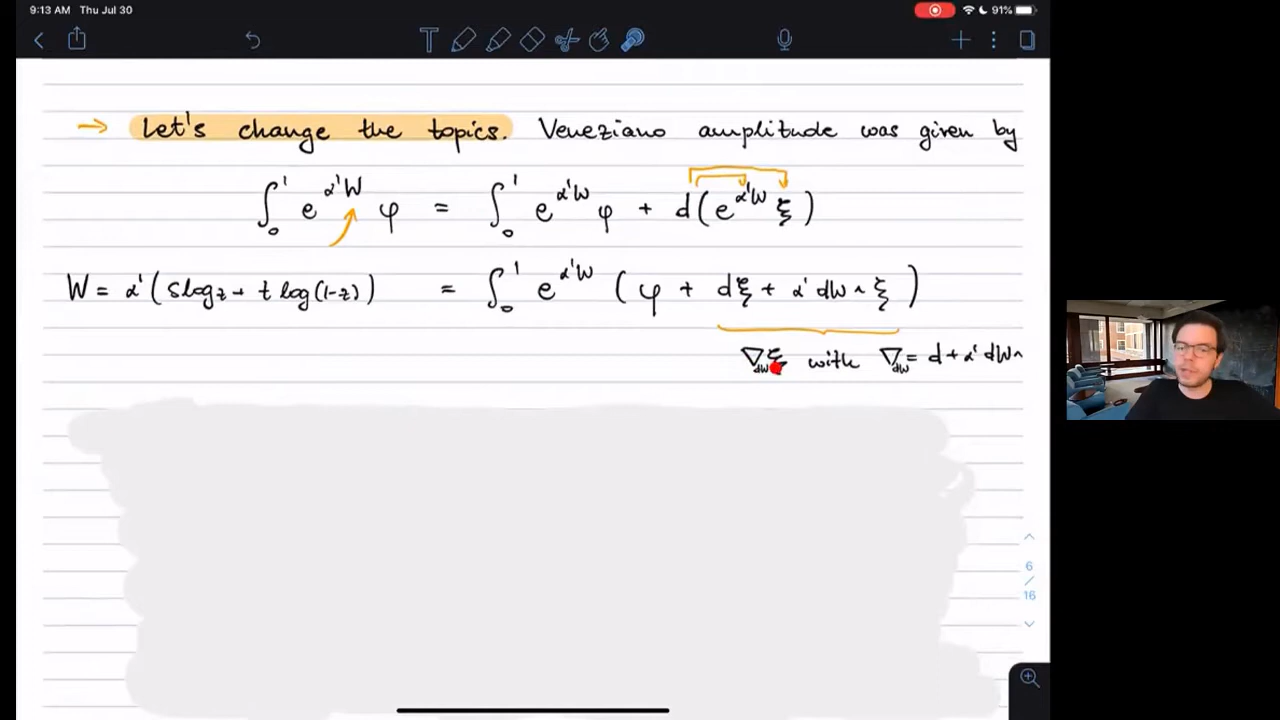 9:13 AM Thu Jul 30
91%
→ Let's change the topics. Veneziano amplitude was given by
∫₀¹ e^{α'W} φ = ∫₀¹ e^{α'W} φ + d(e^{α'W} ξ)
W = α'(s log z + t log(1-z)) = ∫₀¹ e^{α'W} (φ + dξ + α' dW ∧ ξ)
∇_{dW} ξ with ∇_{dW} = d + α' dW ∧
6
/
16